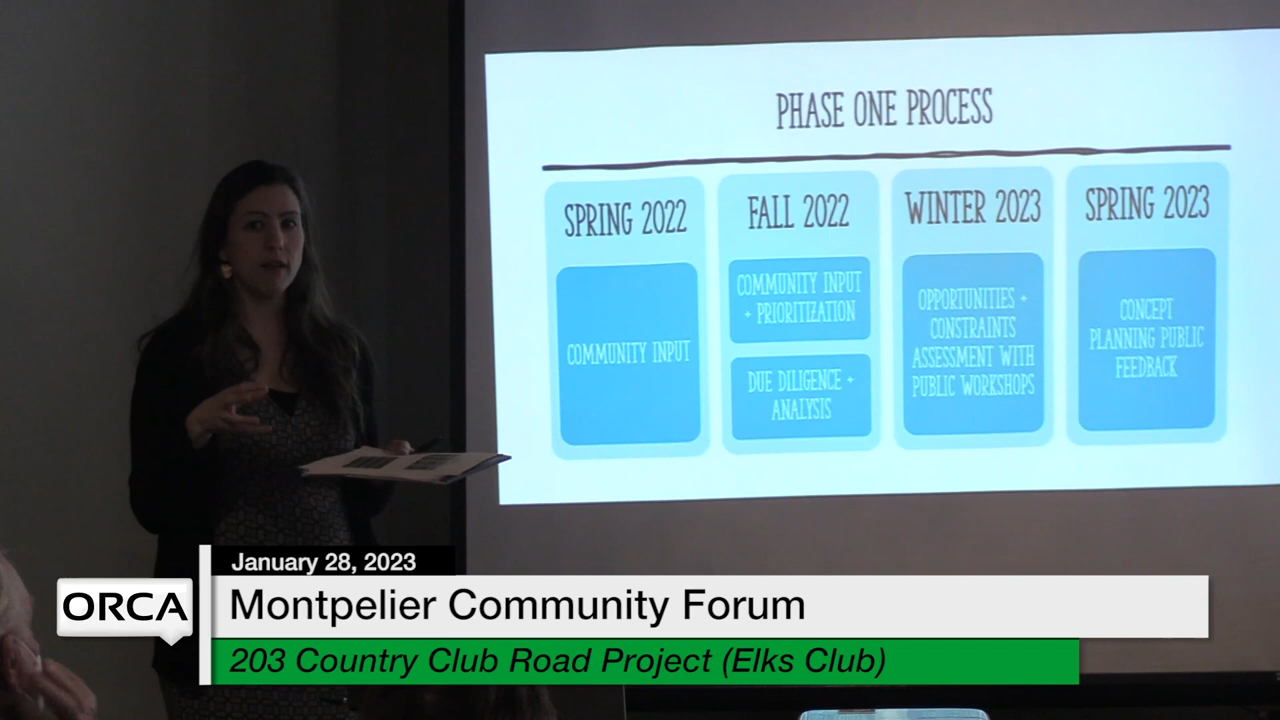 PHASE ONE PROCESS
SPRING 2022
COMMUNITY INPUT
FALL 2022
COMMUNITY INPUT
+ PRIORITIZATION
DUE DILIGENCE +
ANALYSIS
WINTER 2023
OPPORTUNITIES +
CONSTRAINTS
ASSESSMENT WITH
PUBLIC WORKSHOPS
SPRING 2023
CONCEPT
PLANNING PUBLIC
FEEDBACK
January 28, 2023
ORCA
Montpelier Community Forum
203 Country Club Road Project (Elks Club)